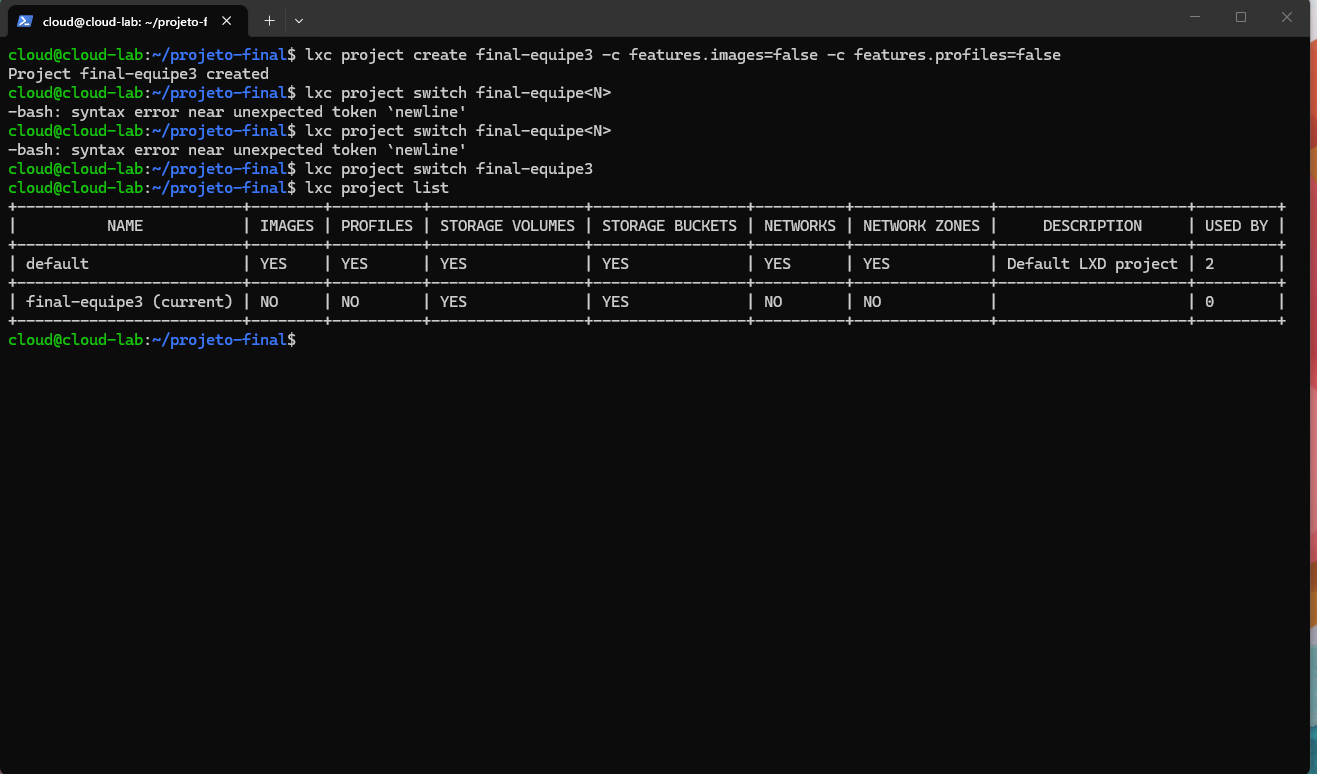 cloud@cloud-lab: ~/projeto-f
cloud@cloud-lab:~/projeto-final$ lxc project create final-equipe3 -c features.images=false -c features.profiles=false
Project final-equipe3 created
cloud@cloud-lab:~/projeto-final$ lxc project switch final-equipe<N>
-bash: syntax error near unexpected token `newline'
cloud@cloud-lab:~/projeto-final$ lxc project switch final-equipe<N>
-bash: syntax error near unexpected token `newline'
cloud@cloud-lab:~/projeto-final$ lxc project switch final-equipe3
cloud@cloud-lab:~/projeto-final$ lxc project list
| NAME | IMAGES | PROFILES | STORAGE VOLUMES | STORAGE BUCKETS | NETWORKS | NETWORK ZONES | DESCRIPTION | USED BY |
| default | YES | YES | YES | YES | YES | YES | Default LXD project | 2 |
| final-equipe3 (current) | NO | NO | YES | YES | NO | NO | | 0 |
cloud@cloud-lab:~/projeto-final$